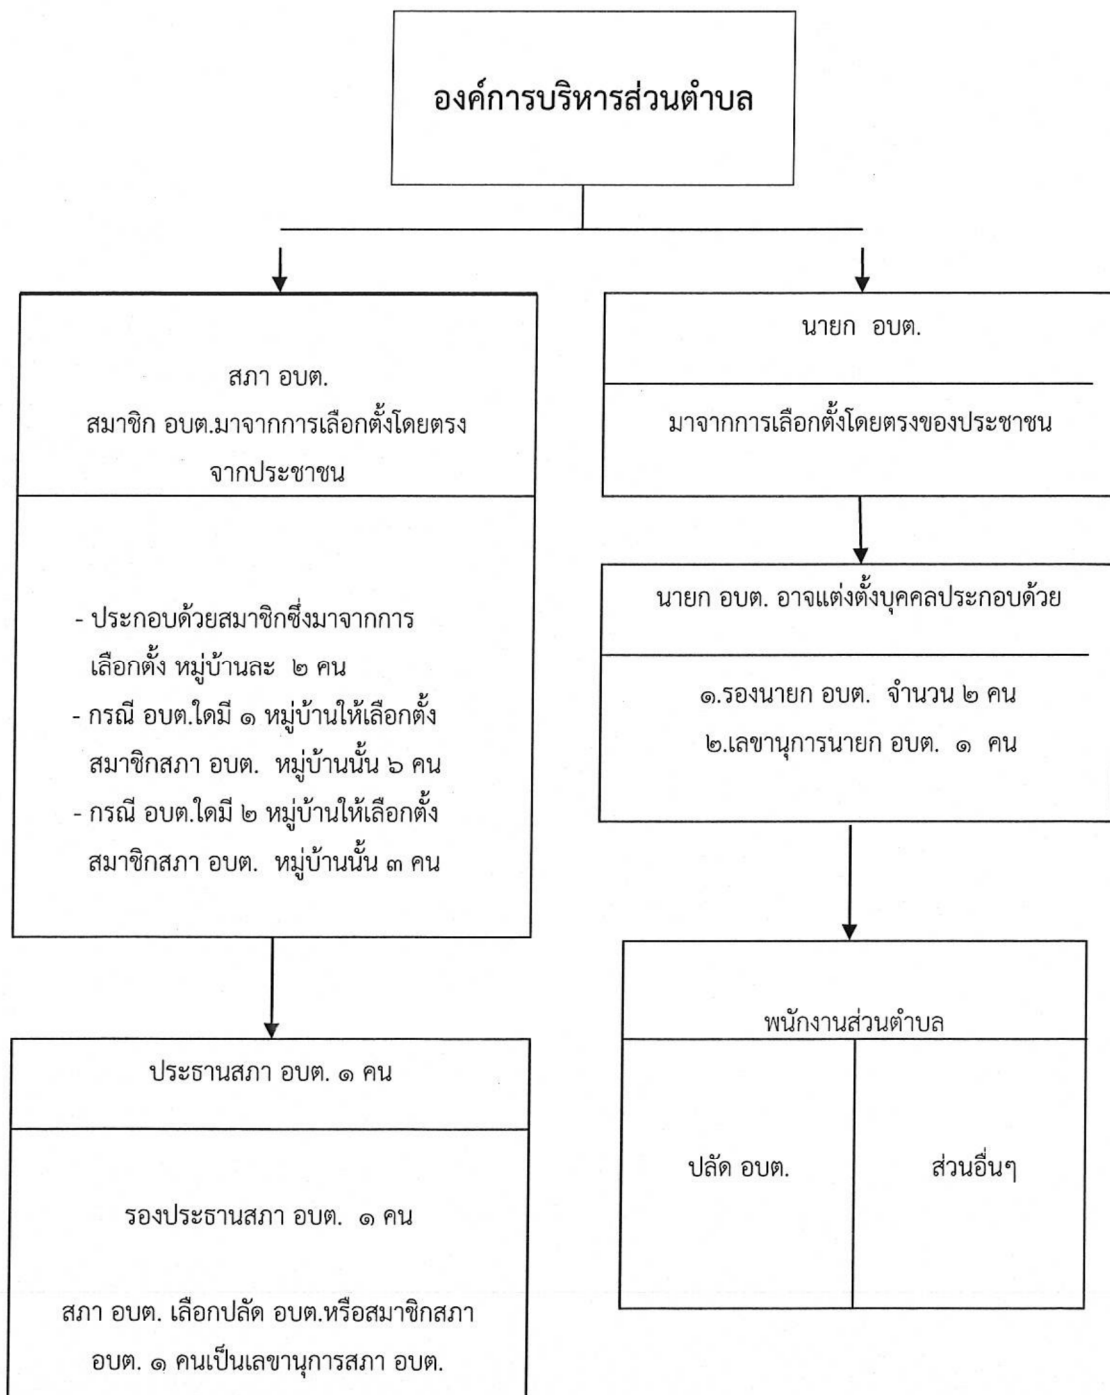 องค์การบริหารส่วนตำบล
สภา อบต.
สมาชิก อบต.มาจากการเลือกตั้งโดยตรง
จากประชาชน
- ประกอบด้วยสมาชิกซึ่งมาจากการ
เลือกตั้ง หมู่บ้านละ ๒ คน
- กรณี อบต.ใดมี ๑ หมู่บ้านให้เลือกตั้ง
สมาชิกสภา อบต. หมู่บ้านนั้น ๖ คน
- กรณี อบต.ใดมี ๒ หมู่บ้านให้เลือกตั้ง
สมาชิกสภา อบต. หมู่บ้านนั้น ๓ คน
ประธานสภา อบต. ๑ คน
รองประธานสภา อบต. ๑ คน
สภา อบต. เลือกปลัด อบต.หรือสมาชิกสภา
อบต. ๑ คนเป็นเลขานุการสภา อบต.
นายก อบต.
มาจากการเลือกตั้งโดยตรงของประชาชน
นายก อบต. อาจแต่งตั้งบุคคลประกอบด้วย
๑.รองนายก อบต. จำนวน ๒ คน
๒.เลขานุการนายก อบต. ๑ คน
พนักงานส่วนตำบล
ปลัด อบต.
ส่วนอื่นๆ